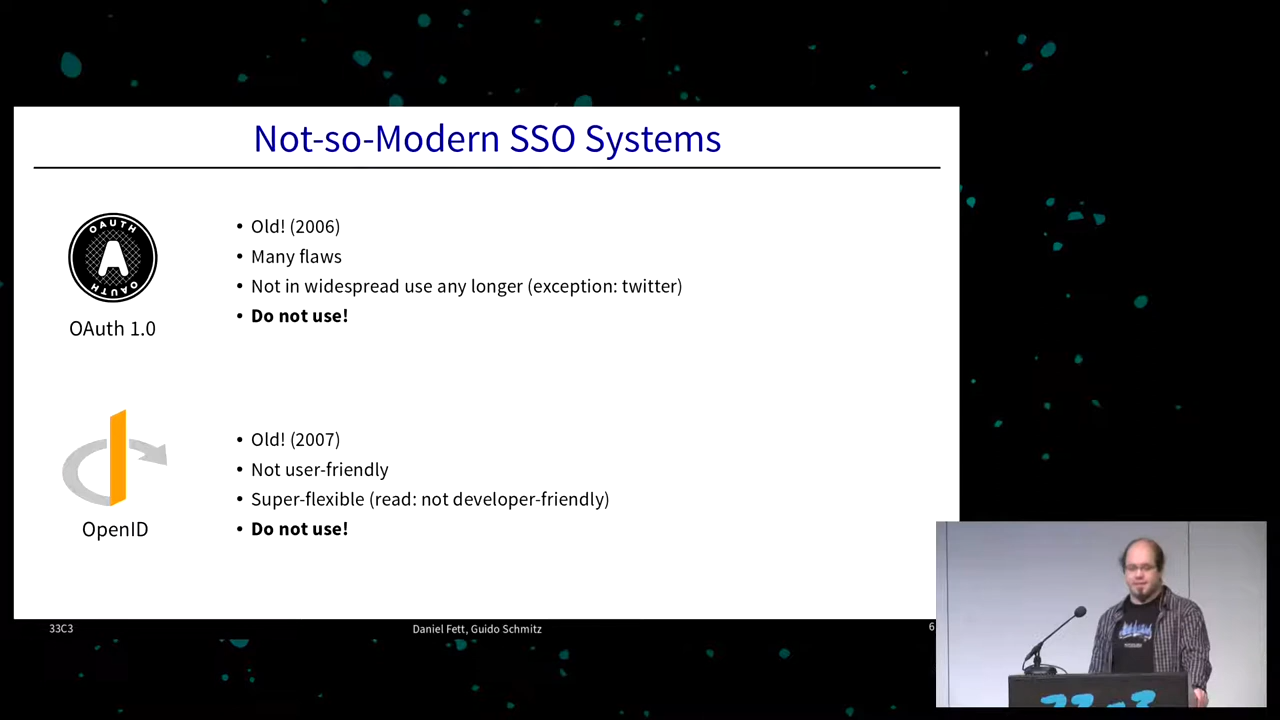 Not-so-Modern SSO Systems
OAUTH
A
OAUTH
OAuth 1.0
• Old! (2006)
• Many flaws
• Not in widespread use any longer (exception: twitter)
• Do not use!
OpenID
• Old! (2007)
• Not user-friendly
• Super-flexible (read: not developer-friendly)
• Do not use!
33C3
Daniel Fett, Guido Schmitz
6